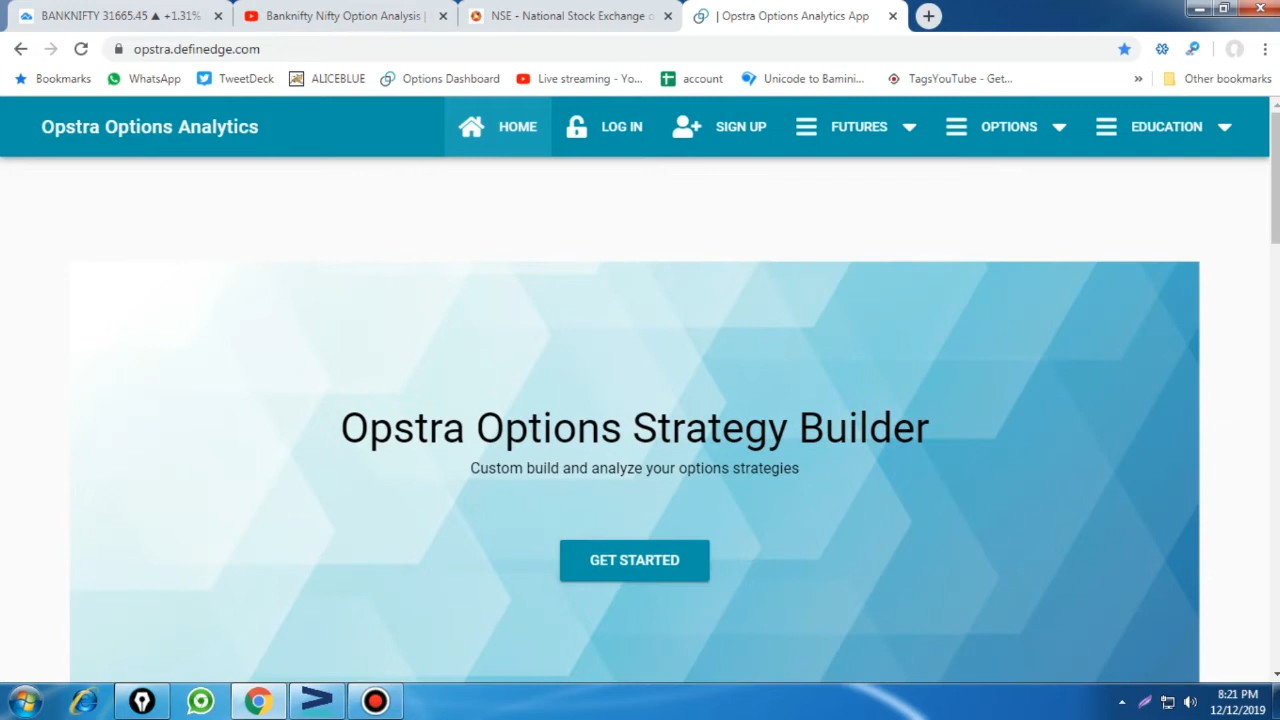 BANKNIFTY 31665.45 ▲ +1.31%
Banknifty Nifty Option Analysis |
NSE - National Stock Exchange o
| Opstra Options Analytics App
opstra.definedge.com
Bookmarks
WhatsApp
TweetDeck
ALICEBLUE
Options Dashboard
Live streaming - Yo...
account
Unicode to Bamini...
TagsYouTube - Get...
»
Other bookmarks
Opstra Options Analytics
HOME
LOG IN
SIGN UP
FUTURES
OPTIONS
EDUCATION
Opstra Options Strategy Builder
Custom build and analyze your options strategies
GET STARTED
8:21 PM
12/12/2019